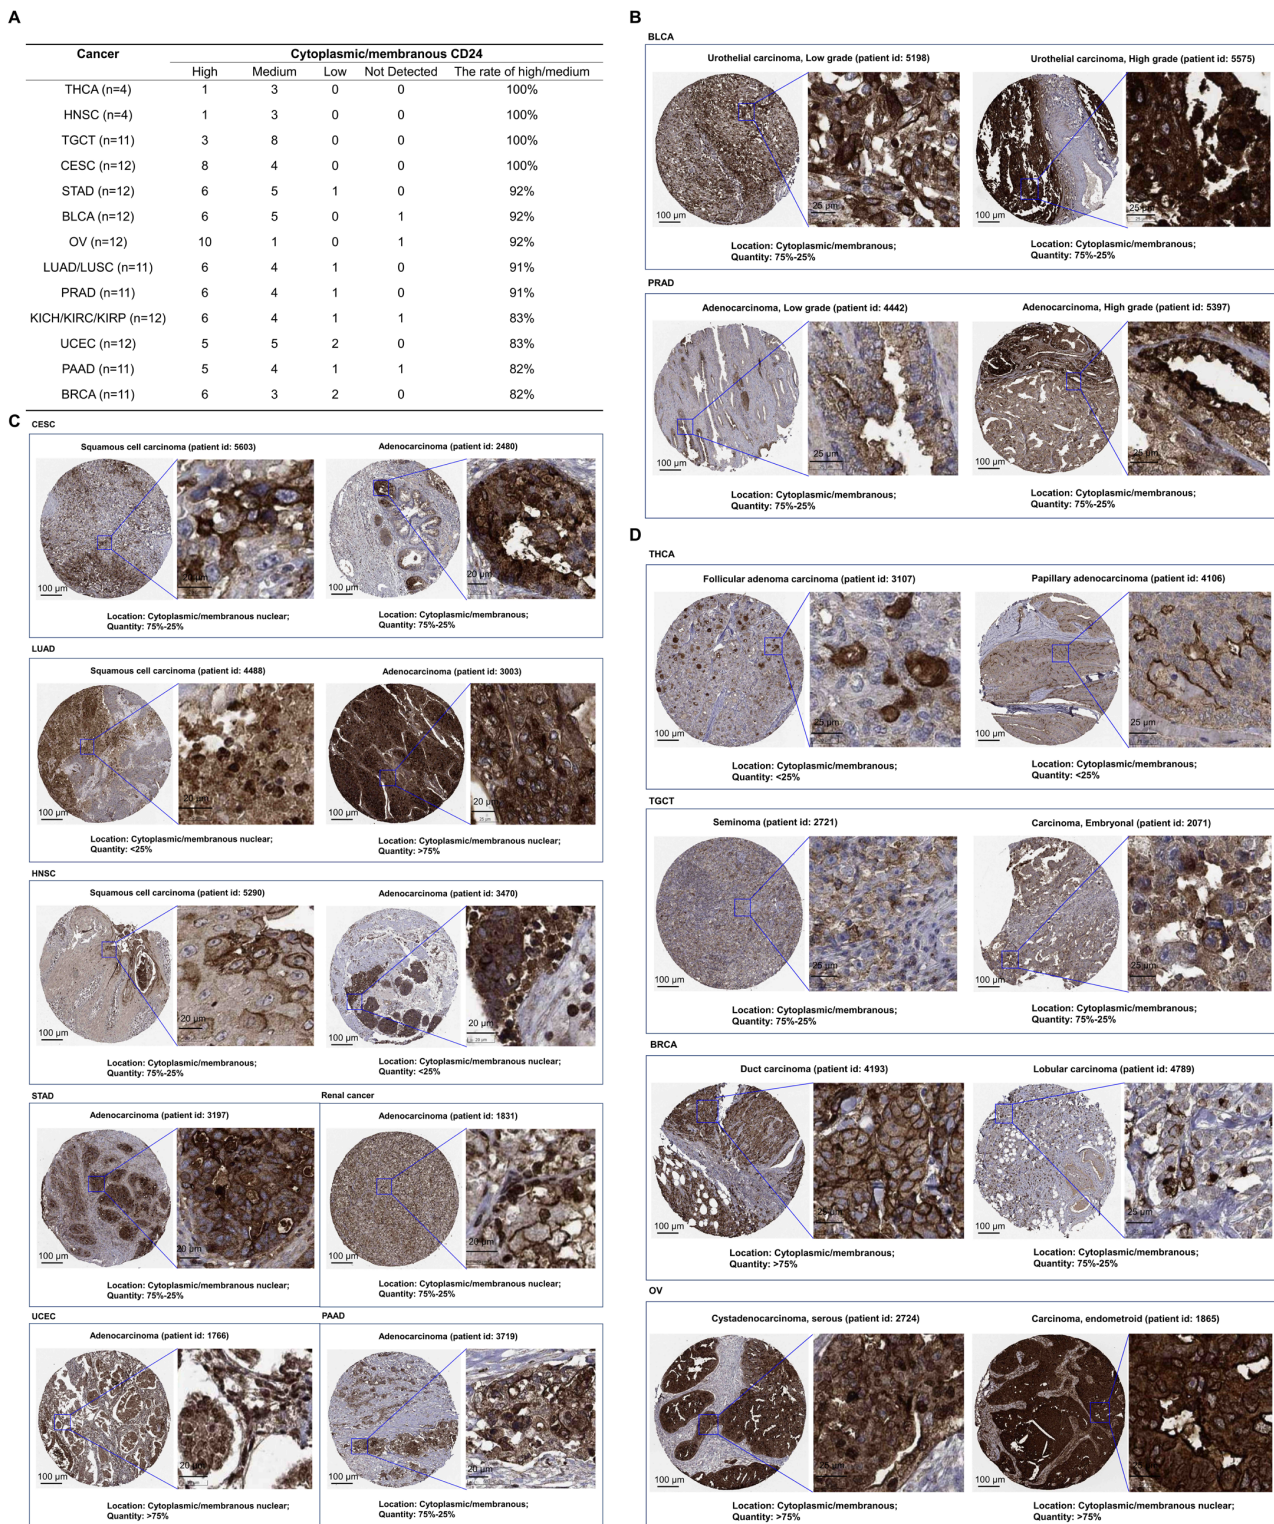 A
Cancer Cytoplasmic/membranous CD24
High Medium Low Not Detected The rate of high/medium
THCA (n=4) 1 3 0 0 100%
HNSC (n=4) 1 3 0 0 100%
TGCT (n=11) 3 8 0 0 100%
CESC (n=12) 8 4 0 0 100%
STAD (n=12) 6 5 1 0 92%
BLCA (n=12) 6 5 0 1 92%
OV (n=12) 10 1 0 1 92%
LUAD/LUSC (n=11) 6 4 1 0 91%
PRAD (n=11) 6 4 1 0 91%
KICH/KIRC/KIRP (n=12) 6 4 1 1 83%
UCEC (n=12) 5 5 2 0 83%
PAAD (n=11) 5 4 1 1 82%
BRCA (n=11) 6 3 2 0 82%
B
BLCA
Urothelial carcinoma, Low grade (patient id: 5198)
100 µm
25 µm
Location: Cytoplasmic/membranous;
Quantity: 75%-25%
Urothelial carcinoma, High grade (patient id: 5575)
100 µm
25 µm
Location: Cytoplasmic/membranous;
Quantity: 75%-25%
PRAD
Adenocarcinoma, Low grade (patient id: 4442)
100 µm
25 µm
Location: Cytoplasmic/membranous;
Quantity: 75%-25%
Adenocarcinoma, High grade (patient id: 5397)
100 µm
25 µm
Location: Cytoplasmic/membranous;
Quantity: 75%-25%
C
CESC
Squamous cell carcinoma (patient id: 5603)
100 µm
20 µm
Location: Cytoplasmic/membranous nuclear;
Quantity: 75%-25%
Adenocarcinoma (patient id: 2480)
100 µm
20 µm
Location: Cytoplasmic/membranous;
Quantity: 75%-25%
LUAD
Squamous cell carcinoma (patient id: 4488)
100 µm
20 µm
Location: Cytoplasmic/membranous nuclear;
Quantity: <25%
Adenocarcinoma (patient id: 3003)
100 µm
20 µm
Location: Cytoplasmic/membranous nuclear;
Quantity: >75%
HNSC
Squamous cell carcinoma (patient id: 5290)
100 µm
20 µm
Location: Cytoplasmic/membranous;
Quantity: 75%-25%
Adenocarcinoma (patient id: 3470)
100 µm
20 µm
Location: Cytoplasmic/membranous nuclear;
Quantity: <25%
STAD
Adenocarcinoma (patient id: 3197)
100 µm
20 µm
Location: Cytoplasmic/membranous nuclear;
Quantity: 75%-25%
Renal cancer
Adenocarcinoma (patient id: 1831)
100 µm
20 µm
Location: Cytoplasmic/membranous nuclear;
Quantity: 75%-25%
UCEC
Adenocarcinoma (patient id: 1766)
100 µm
20 µm
Location: Cytoplasmic/membranous nuclear;
Quantity: >75%
PAAD
Adenocarcinoma (patient id: 3719)
100 µm
20 µm
Location: Cytoplasmic/membranous;
Quantity: 75%-25%
D
THCA
Follicular adenoma carcinoma (patient id: 3107)
100 µm
25 µm
Location: Cytoplasmic/membranous;
Quantity: <25%
Papillary adenocarcinoma (patient id: 4106)
100 µm
25 µm
Location: Cytoplasmic/membranous;
Quantity: <25%
TGCT
Seminoma (patient id: 2721)
100 µm
25 µm
Location: Cytoplasmic/membranous;
Quantity: 75%-25%
Carcinoma, Embryonal (patient id: 2071)
100 µm
25 µm
Location: Cytoplasmic/membranous;
Quantity: 75%-25%
BRCA
Duct carcinoma (patient id: 4193)
100 µm
25 µm
Location: Cytoplasmic/membranous;
Quantity: >75%
Lobular carcinoma (patient id: 4789)
100 µm
25 µm
Location: Cytoplasmic/membranous;
Quantity: 75%-25%
OV
Cystadenocarcinoma, serous (patient id: 2724)
100 µm
25 µm
Location: Cytoplasmic/membranous;
Quantity: >75%
Carcinoma, endometroid (patient id: 1865)
100 µm
25 µm
Location: Cytoplasmic/membranous nuclear;
Quantity: >75%